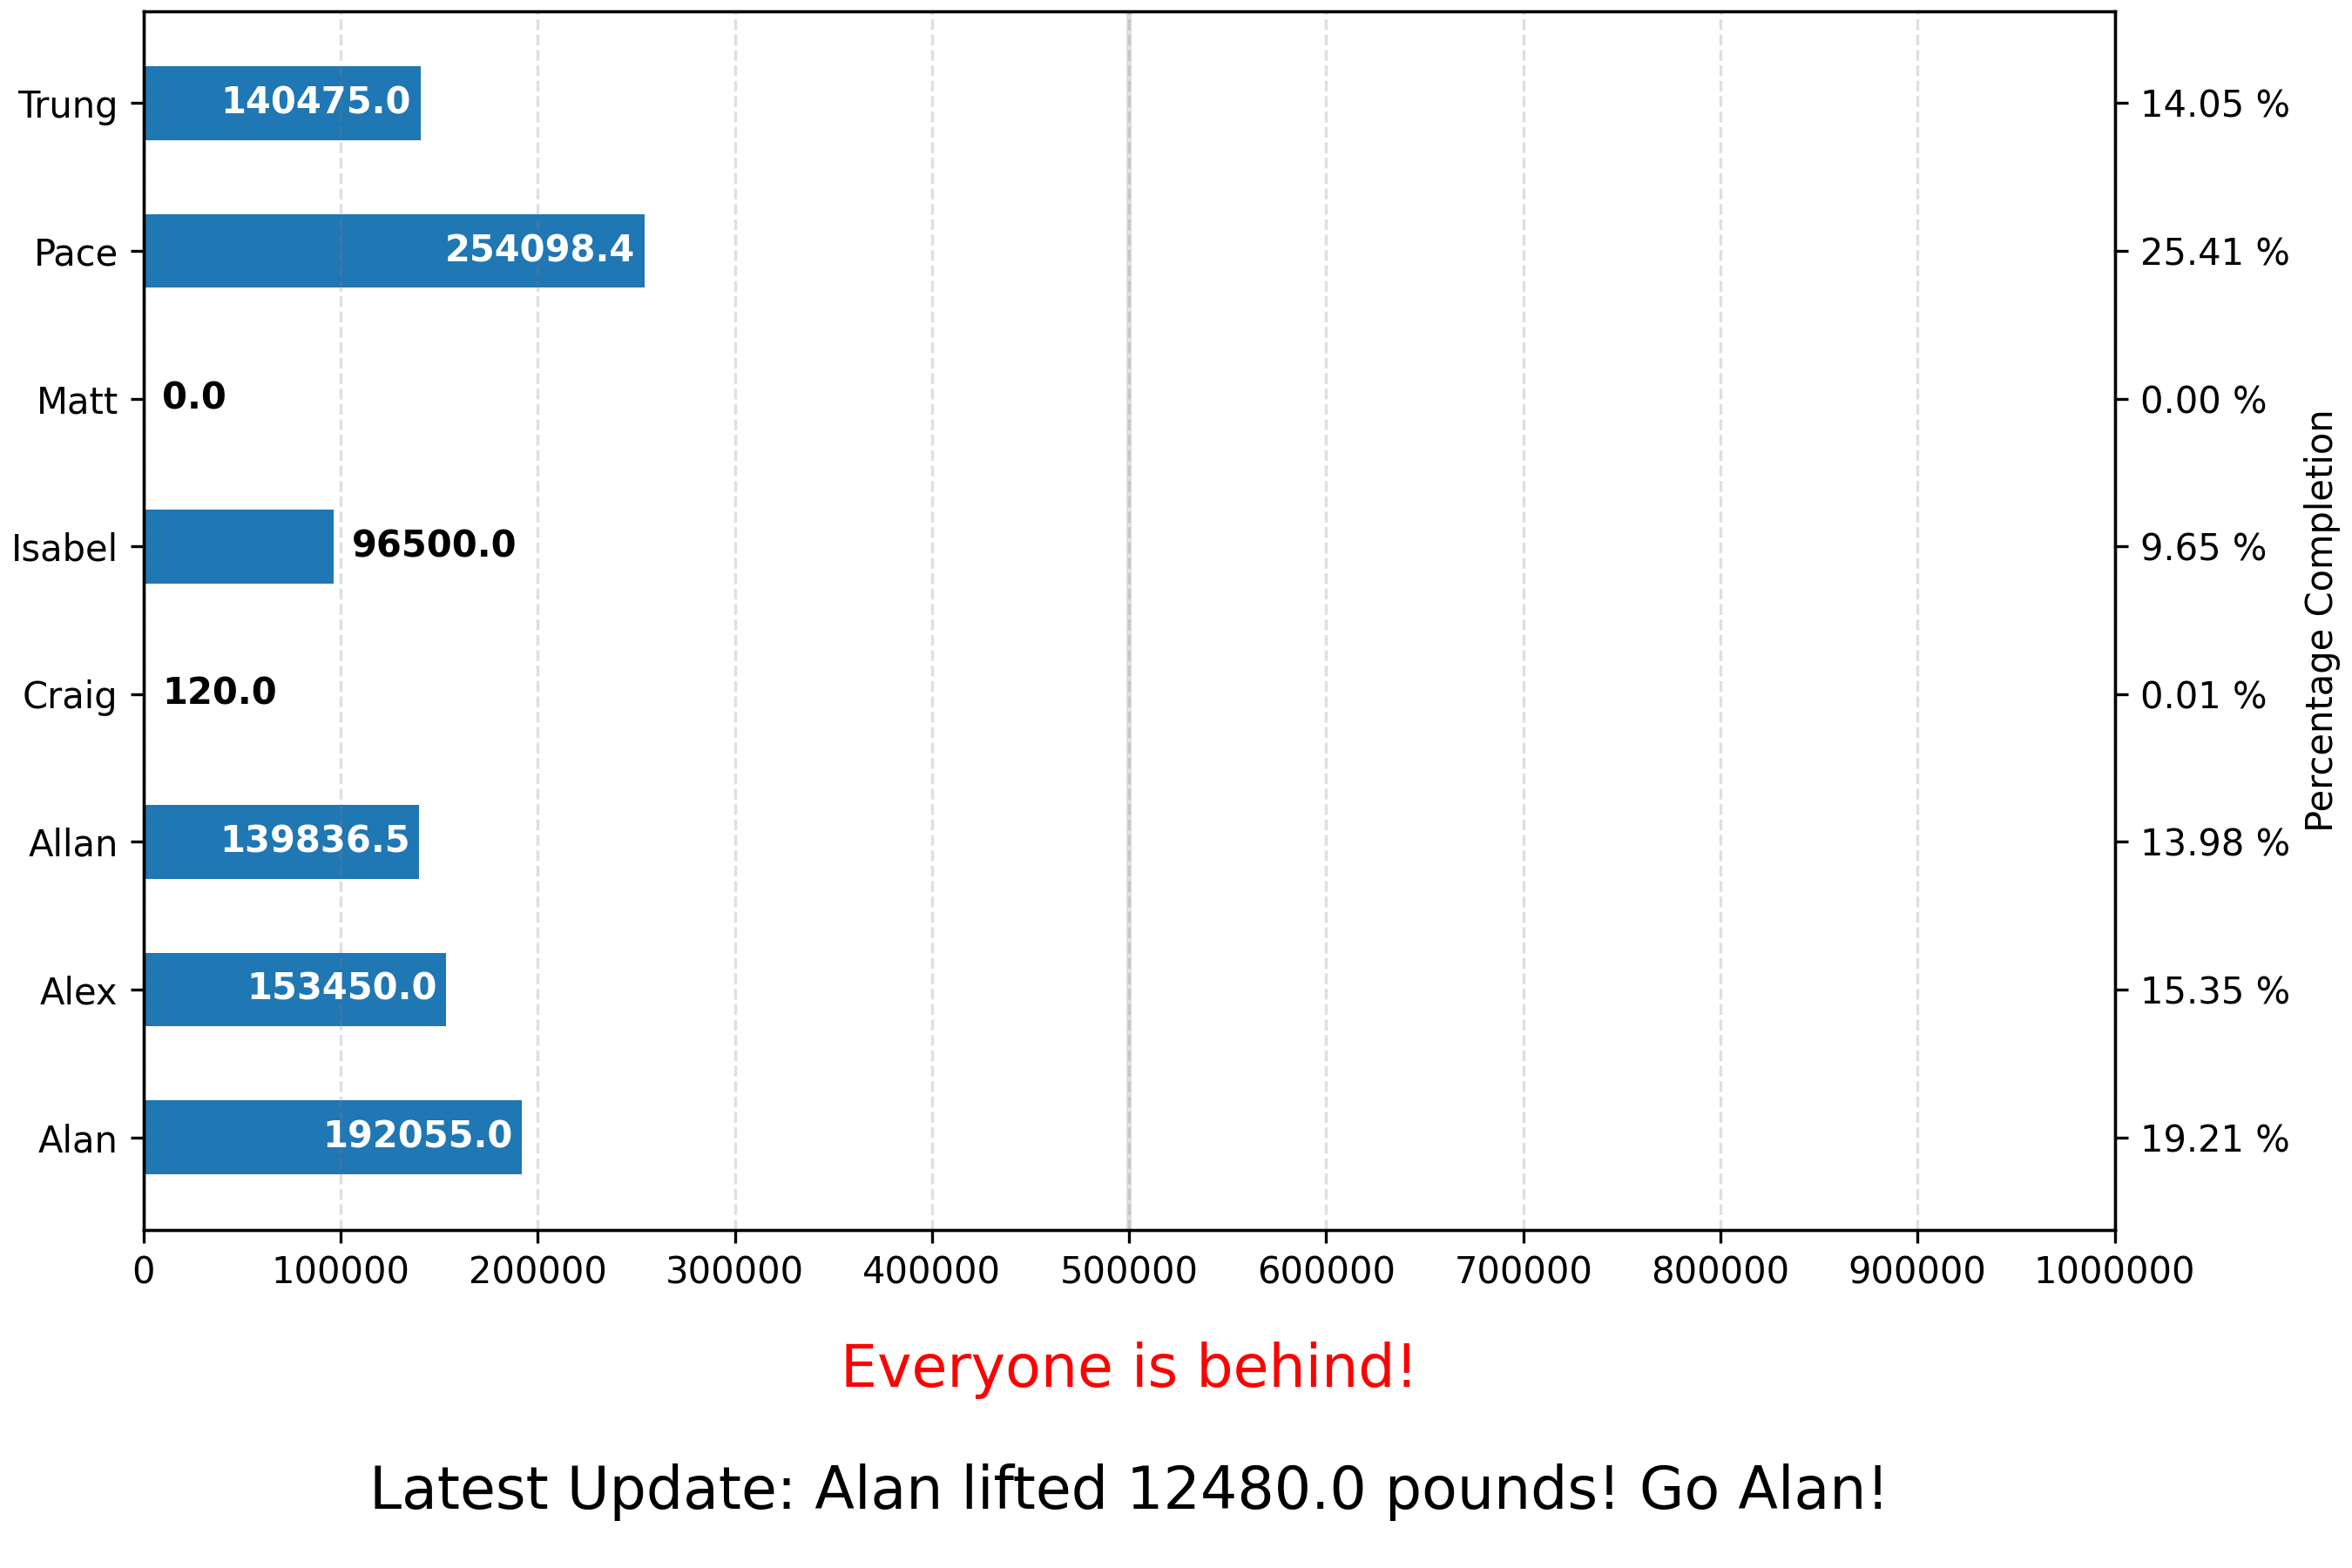 Trung 140475.0 14.05 %
Pace 254098.4 25.41 %
Matt 0.0 0.00 %
Isabel 96500.0 9.65 %
Craig 120.0 0.01 %
Allan 139836.5 13.98 %
Alex 153450.0 15.35 %
Alan 192055.0 19.21 %
Percentage Completion
0 100000 200000 300000 400000 500000 600000 700000 800000 900000 1000000
Everyone is behind!
Latest Update: Alan lifted 12480.0 pounds! Go Alan!